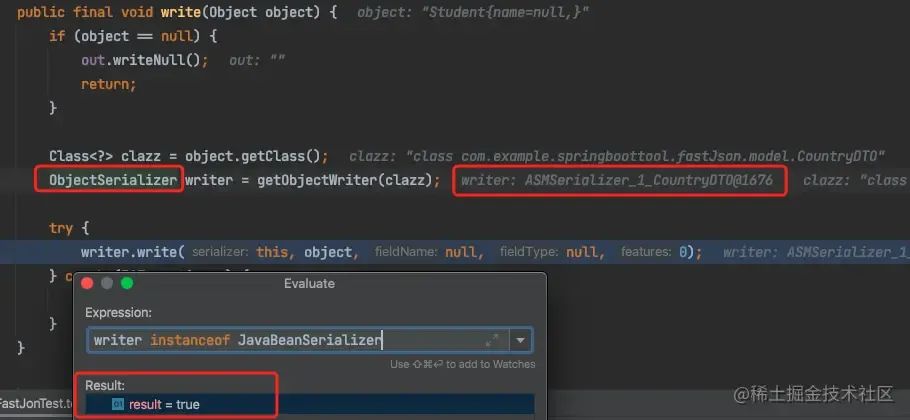 public final void write(Object object) { object: "Student{name=null,}"
if (object == null) {
out.writeNull(); out: ""
return;
}
Class<?> clazz = object.getClass(); clazz: "class com.example.springboottool.fastJson.model.CountryDTO"
ObjectSerializer writer = getObjectWriter(clazz); writer: ASMSerializer_1_CountryDTO@1676 clazz: "class
try {
writer.write( serializer: this, object, fieldName: null, fieldType: null, features: 0); writer: ASMSerializer_1_
} c
Evaluate
Expression:
}
writer instanceof JavaBeanSerializer
}
Use ⇧⌘⏎ to add to Watches
Result:
01 result = true
FastJonTest.te
@稀土掘金技术社区